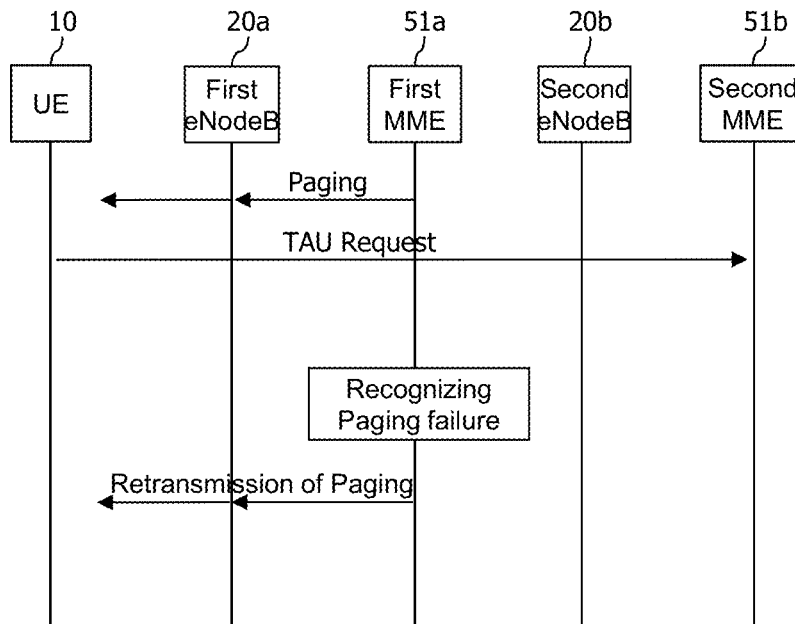 10
20a
51a
20b
51b
UE
First
eNodeB
First
MME
Second
eNodeB
Second
MME
Paging
TAU Request
Recognizing
Paging failure
Retransmission of Paging